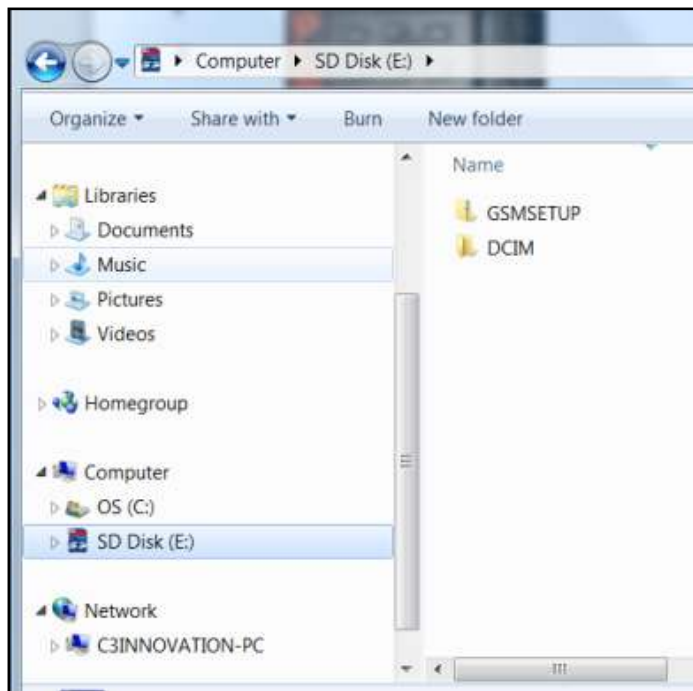 Computer SD Disk (E:)
Organize Share with Burn New folder
Libraries
Documents
Music
Pictures
Videos
Homegroup
Computer
OS (C:)
SD Disk (E:)
Network
C3INNOVATION-PC
Name
GSMSETUP
DCIM